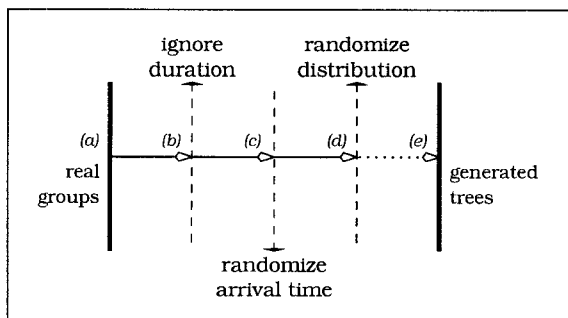 ignore
duration
randomize
distribution
(a)
(b)
(c)
(d)
(e)
real
groups
generated
trees
randomize
arrival time